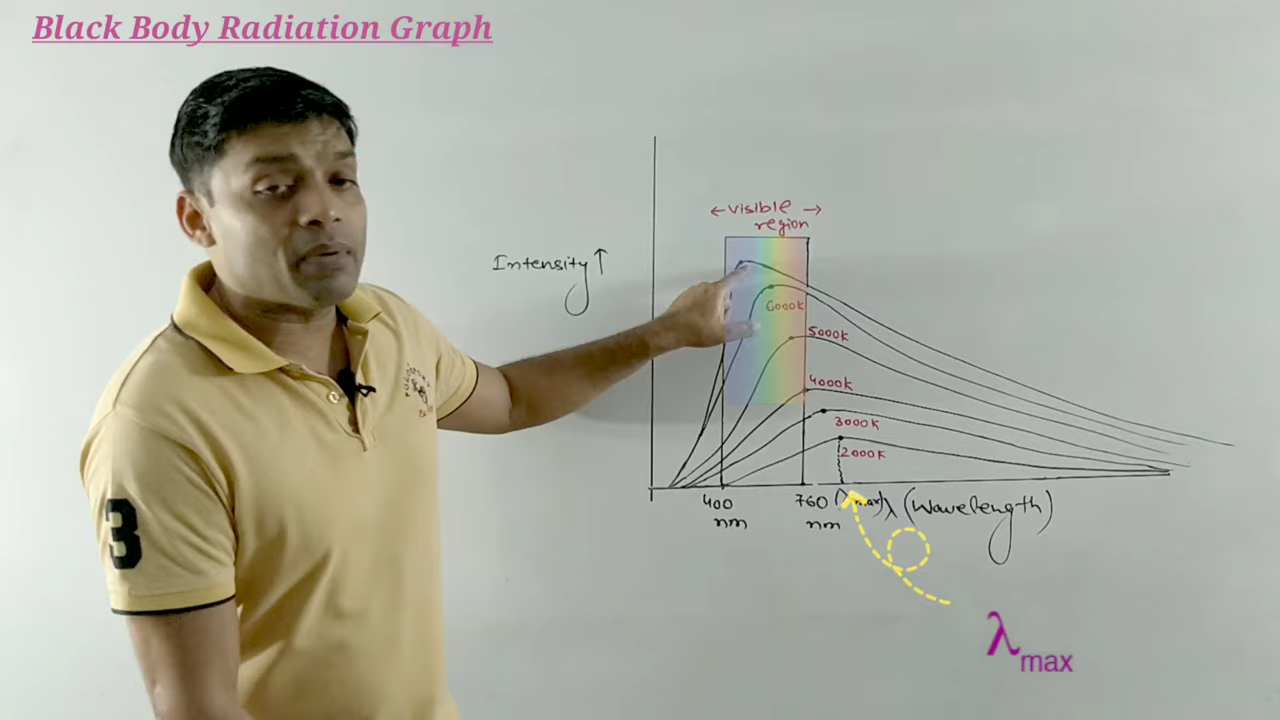 Black Body Radiation Graph
←visible→
region
Intensity↑
6000K
5000K
4000K
3000K
2000K
400
nm
760
nm
(λmax)
λ (Wavelength)
λmax
3